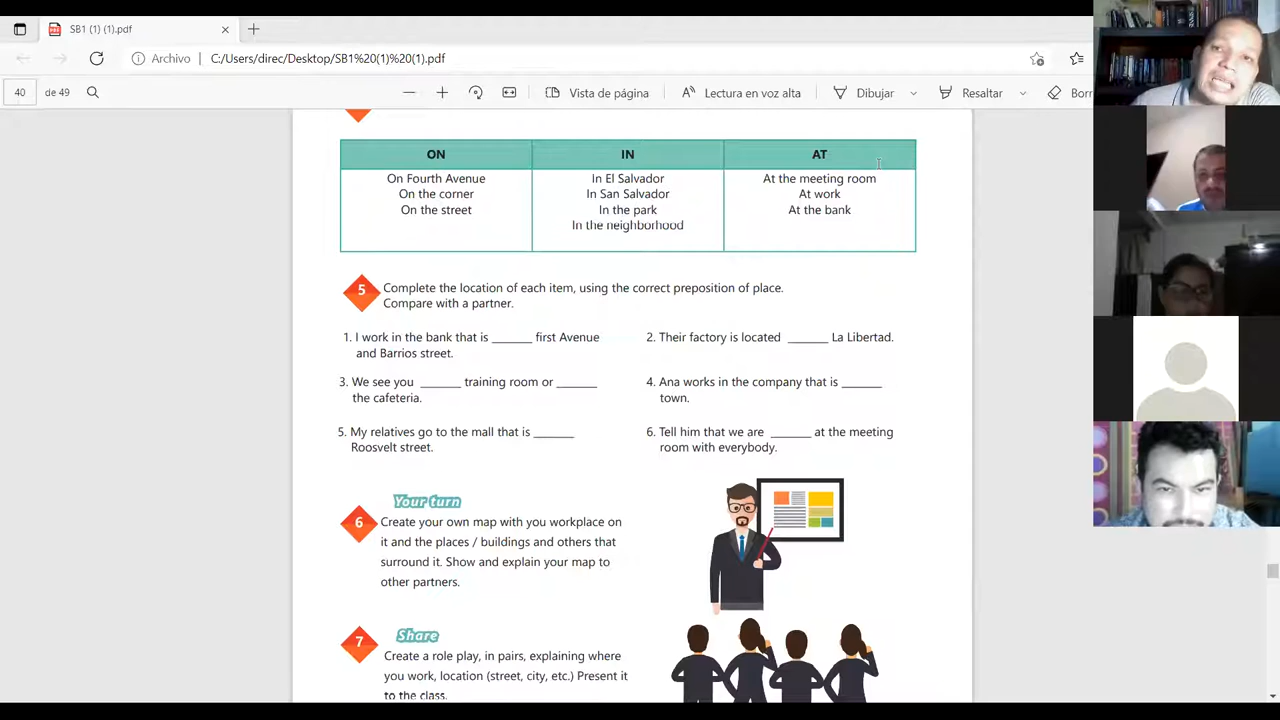 SB1 (1) (1).pdf
Archivo
C:/Users/direc/Desktop/SB1%20(1)%20(1).pdf
40 de 49
Vista de página
Lectura en voz alta
Dibujar
Resaltar
Borr
ON IN AT
On Fourth Avenue
On the corner
On the street
In El Salvador
In San Salvador
In the park
In the neighborhood
At the meeting room
At work
At the bank
5
Complete the location of each item, using the correct preposition of place.
Compare with a partner.
1. I work in the bank that is ______ first Avenue
and Barrios street.
2. Their factory is located ______ La Libertad.
3. We see you ______ training room or ______
the cafeteria.
4. Ana works in the company that is ______
town.
5. My relatives go to the mall that is ______
Roosvelt street.
6. Tell him that we are ______ at the meeting
room with everybody.
6
Your turn
Create your own map with you workplace on
it and the places / buildings and others that
surround it. Show and explain your map to
other partners.
7
Share
Create a role play, in pairs, explaining where
you work, location (street, city, etc.) Present it
to the class.